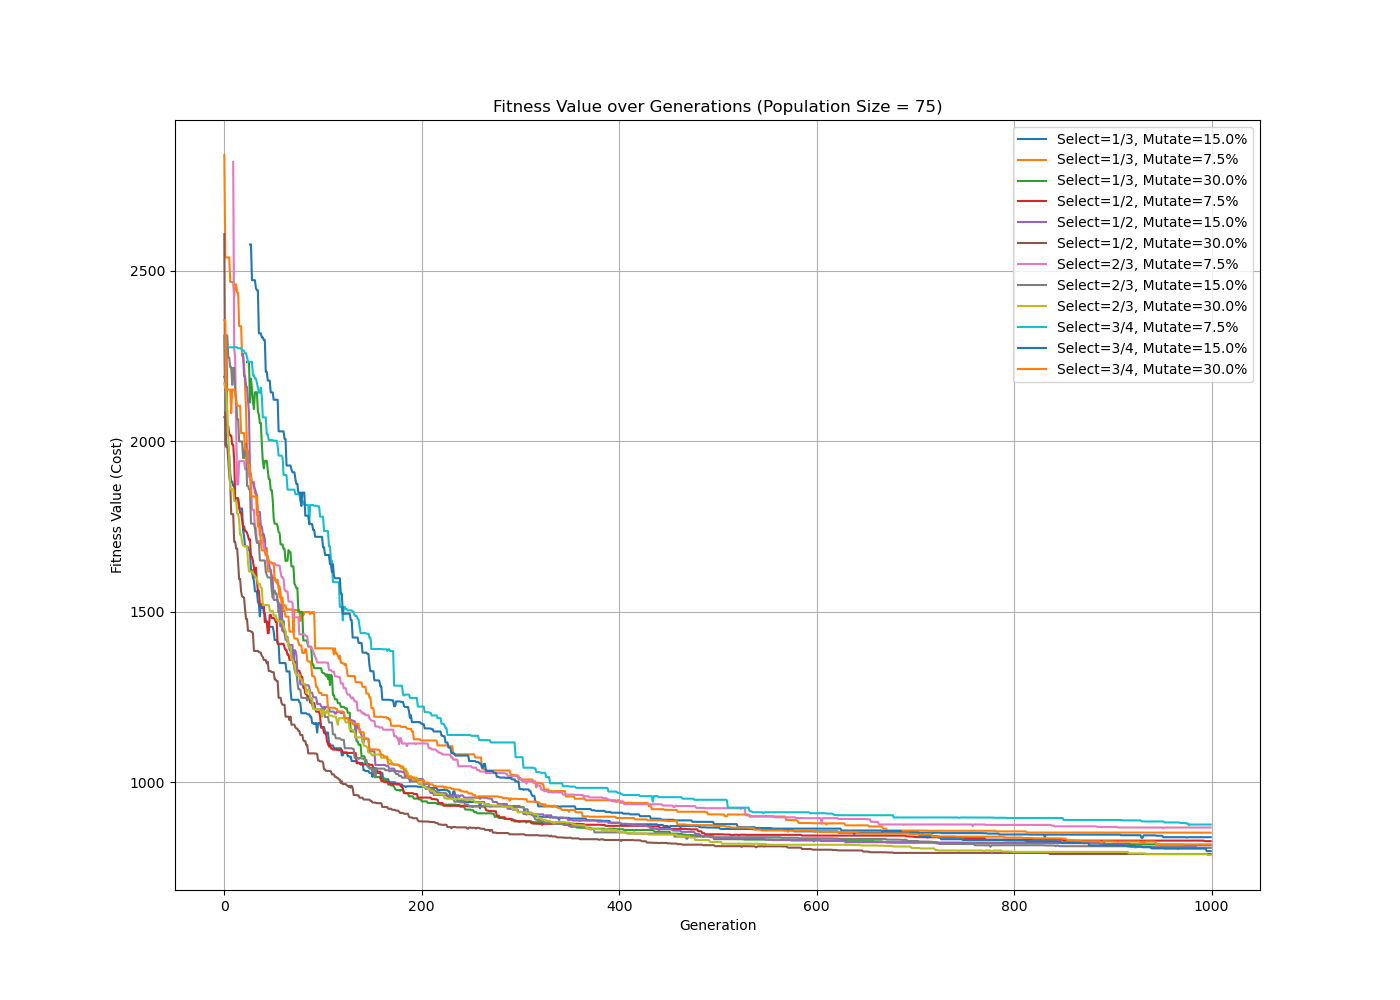 Fitness Value over Generations (Population Size = 75)
Select=1/3, Mutate=15.0%
Select=1/3, Mutate=7.5%
Select=1/3, Mutate=30.0%
Select=1/2, Mutate=7.5%
Select=1/2, Mutate=15.0%
Select=1/2, Mutate=30.0%
Select=2/3, Mutate=7.5%
Select=2/3, Mutate=15.0%
Select=2/3, Mutate=30.0%
Select=3/4, Mutate=7.5%
Select=3/4, Mutate=15.0%
Select=3/4, Mutate=30.0%
Fitness Value (Cost)
2500
2000
1500
1000
0 200 400 600 800 1000
Generation